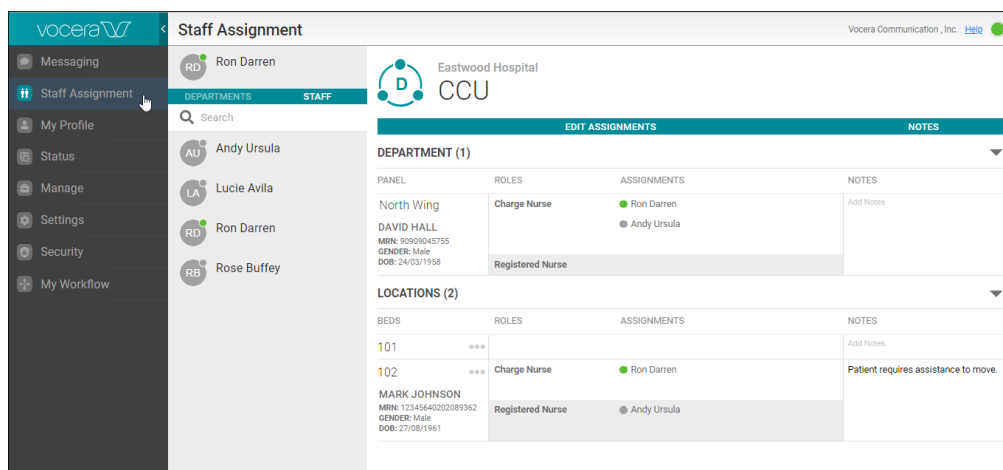 vocera
Staff Assignment
Vocera Communication , Inc. Help
Messaging
Staff Assignment
My Profile
Status
Manage
Settings
Security
My Workflow
RD Ron Darren
DEPARTMENTS STAFF
Search
AU Andy Ursula
LA Lucie Avila
RD Ron Darren
RB Rose Buffey
D
Eastwood Hospital
CCU
EDIT ASSIGNMENTS NOTES
DEPARTMENT (1)
PANEL ROLES ASSIGNMENTS NOTES
North Wing Charge Nurse Ron Darren Add Notes
Andy Ursula
DAVID HALL
MRN: 90909045755
GENDER: Male
DOB: 24/03/1958 Registered Nurse
LOCATIONS (2)
BEDS ROLES ASSIGNMENTS NOTES
101 Add Notes
102 Charge Nurse Ron Darren Patient requires assistance to move.
MARK JOHNSON
MRN: 12345640202089362 Registered Nurse Andy Ursula
GENDER: Male
DOB: 27/08/1961